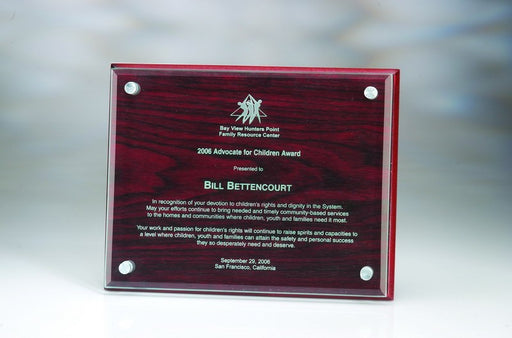 Bay View Hunters Point
Family Resource Center
2006 Advocate for Children Award
Presented to
BILL BETTENCOURT
In recognition of your devotion to children's rights and dignity in the System.
May your efforts continue to bring needed and timely community-based services
to the homes and communities where children, youth and families need it most.
Your work and passion for children's rights will continue to raise spirits and capacities to
a level where children, youth and families can attain the safety and personal success
they so desperately need and deserve.
September 29, 2006
San Francisco, California